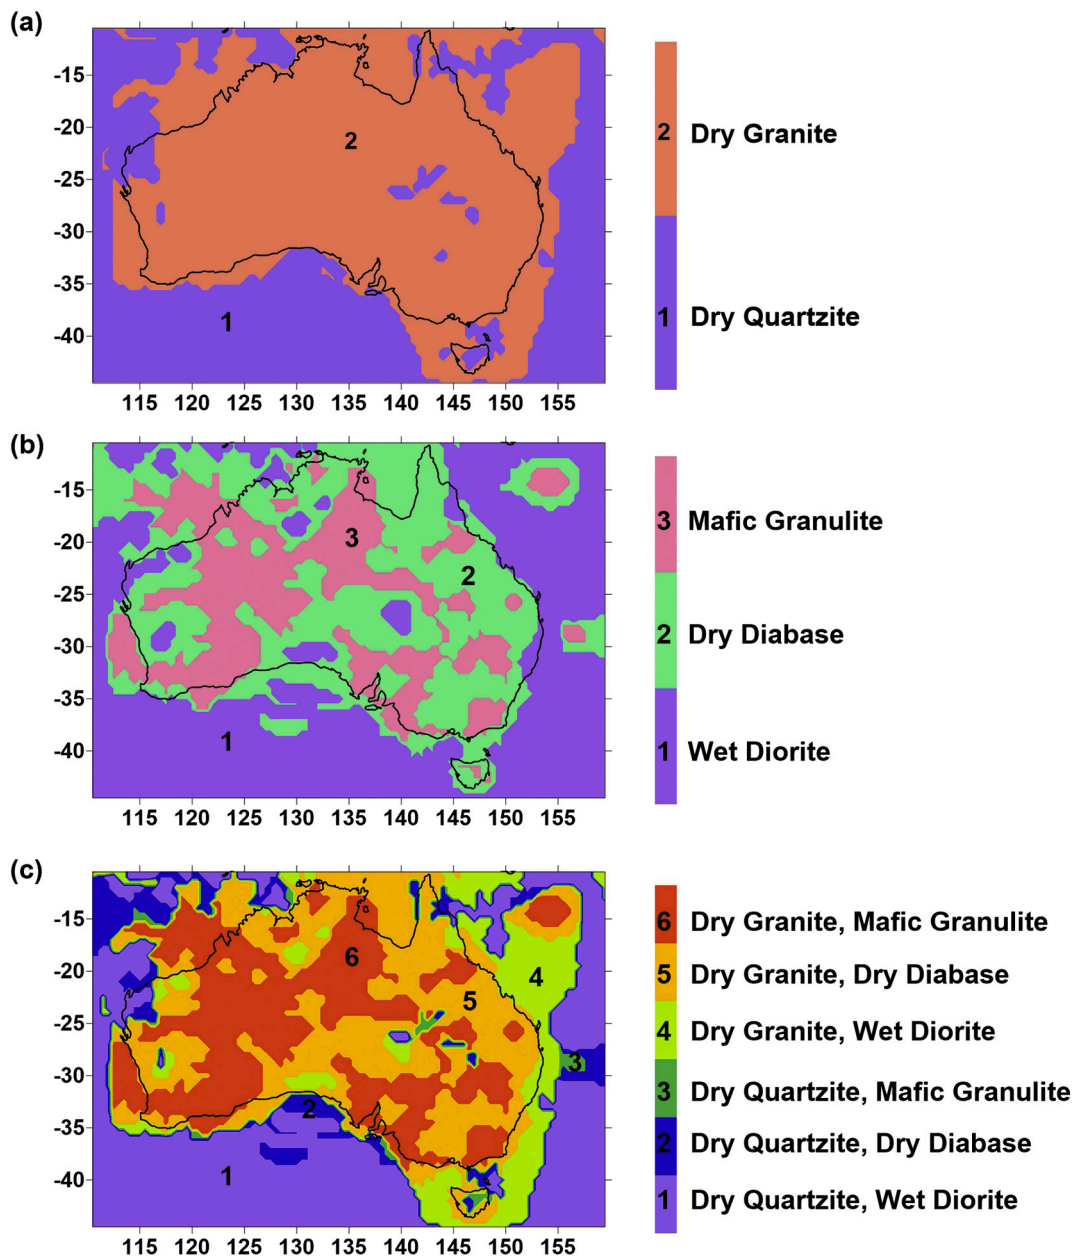 (a)
-15
-20
-25
-30
-35
-40
2
1
115 120 125 130 135 140 145 150 155
2 Dry Granite
1 Dry Quartzite
(b)
-15
-20
-25
-30
-35
-40
3
2
1
115 120 125 130 135 140 145 150 155
3 Mafic Granulite
2 Dry Diabase
1 Wet Diorite
(c)
-15
-20
-25
-30
-35
-40
6
4
5
3
2
1
115 120 125 130 135 140 145 150 155
6 Dry Granite, Mafic Granulite
5 Dry Granite, Dry Diabase
4 Dry Granite, Wet Diorite
3 Dry Quartzite, Mafic Granulite
2 Dry Quartzite, Dry Diabase
1 Dry Quartzite, Wet Diorite